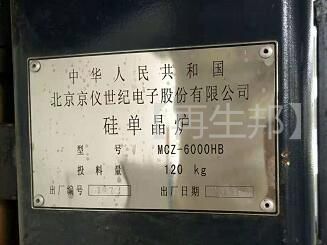 中华人民共和国
北京京仪世纪电子股份有限公司
硅单晶炉
型 号 MCZ-6000HB
投料量 120 kg
出厂编号 出厂日期
【再生邦】